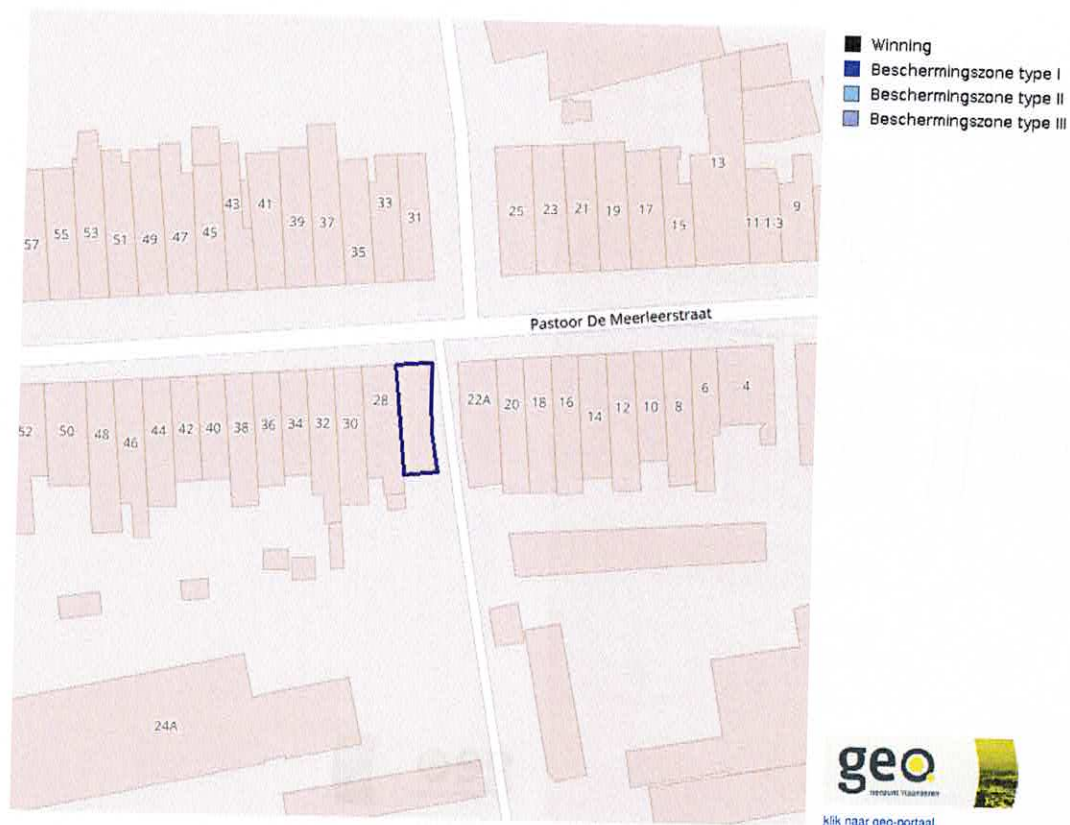 Winning
Beschermingszone type I
Beschermingszone type II
Beschermingszone type III
13
57 55 53 51 49 47 45 43 41 39 37 35 33 31
25 23 21 19 17 15 11 1-3 9
Pastoor De Meerleerstraat
52 50 48 46 44 42 40 38 36 34 32 30 28
22A 20 18 16 14 12 10 8 6 4
24A
geo
klik naar geo-portaal